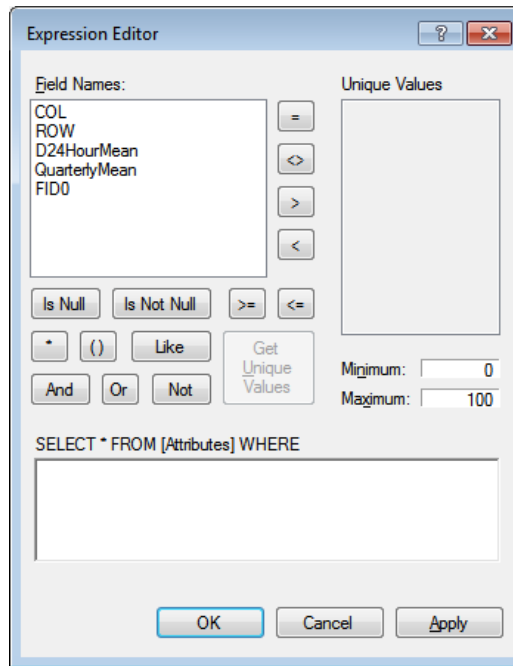 Expression Editor
?
X
Field Names:
Unique Values
COL
ROW
D24HourMean
QuarterlyMean
FID0
=
<>
>
<
Is Null
Is Not Null
>=
<=
*
( )
Like
Get
Unique
Values
And
Or
Not
Minimum:
0
Maximum:
100
SELECT * FROM [Attributes] WHERE
OK
Cancel
Apply